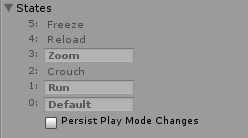 States
5: Freeze
4: Reload
3: Zoom
2: Crouch
1: Run
0: Default
Persist Play Mode Changes